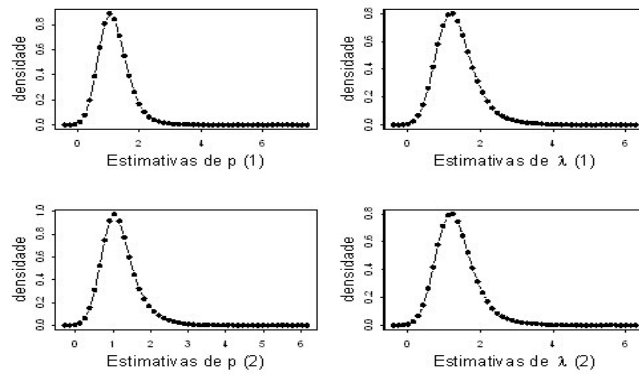 densidade
0.0 0.2 0.4 0.6 0.8
0 2 4 6
Estimativas de p (1)
densidade
0.0 0.2 0.4 0.6 0.8
0 2 4 6
Estimativas de λ (1)
densidade
0.0 0.2 0.4 0.6 0.8 1.0
0 1 2 3 4 5 6
Estimativas de p (2)
densidade
0.0 0.2 0.4 0.6 0.8
0 2 4 6
Estimativas de λ (2)